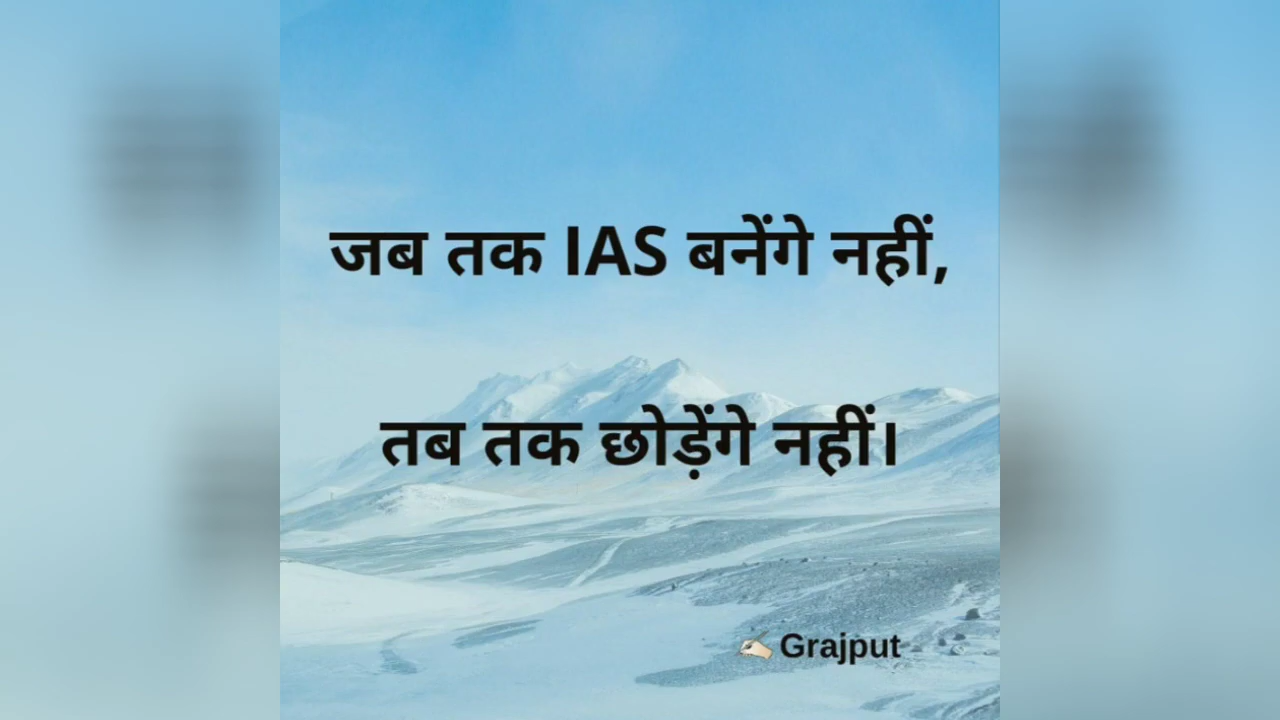 जब तक IAS बनेंगे नहीं,
तब तक छोड़ेंगे नहीं।
✍🏻 Grajput